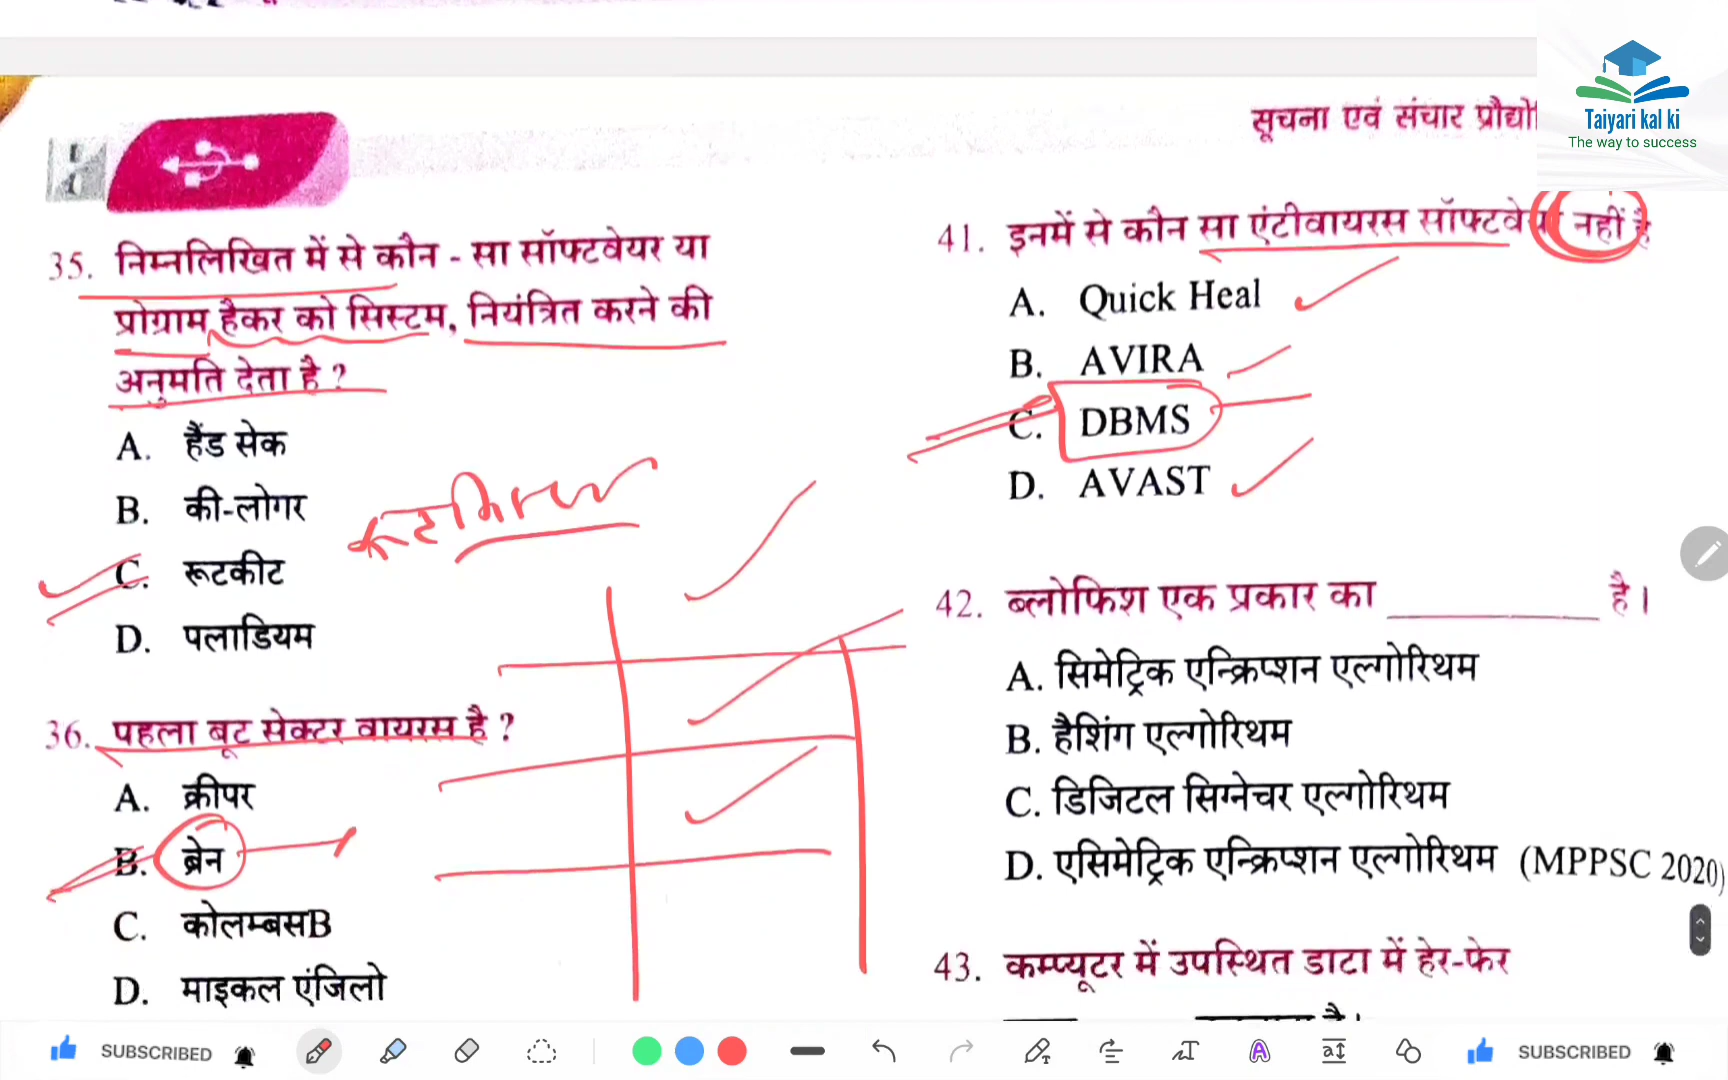 Taiyari kal ki
The way to success
सूचना एवं संचार
35. निम्नलिखित में से कौन - सा सॉफ्टवेयर या
प्रोग्राम हैकर को सिस्टम, नियंत्रित करने की
अनुमति देता है ?
A. हैंड सेक
B. की-लोगर
C. रूटकीट
D. पलाडियम
36. पहला बूट सेक्टर वायरस है ?
A. क्रीपर
B. ब्रेन
C. कोलम्बसB
D. माइकल एंजिलो
41. इनमें से कौन सा एंटीवायरस सॉफ्टवेयर नहीं है
A. Quick Heal
B. AVIRA
C. DBMS
D. AVAST
42. ब्लोफिश एक प्रकार का ________ है।
A. सिमेट्रिक एन्क्रिप्शन एल्गोरिथम
B. हैशिंग एल्गोरिथम
C. डिजिटल सिग्नेचर एल्गोरिथम
D. एसिमेट्रिक एन्क्रिप्शन एल्गोरिथम (MPPSC 2020)
43. कम्प्यूटर में उपस्थित डाटा में हेर-फेर
SUBSCRIBED
SUBSCRIBED